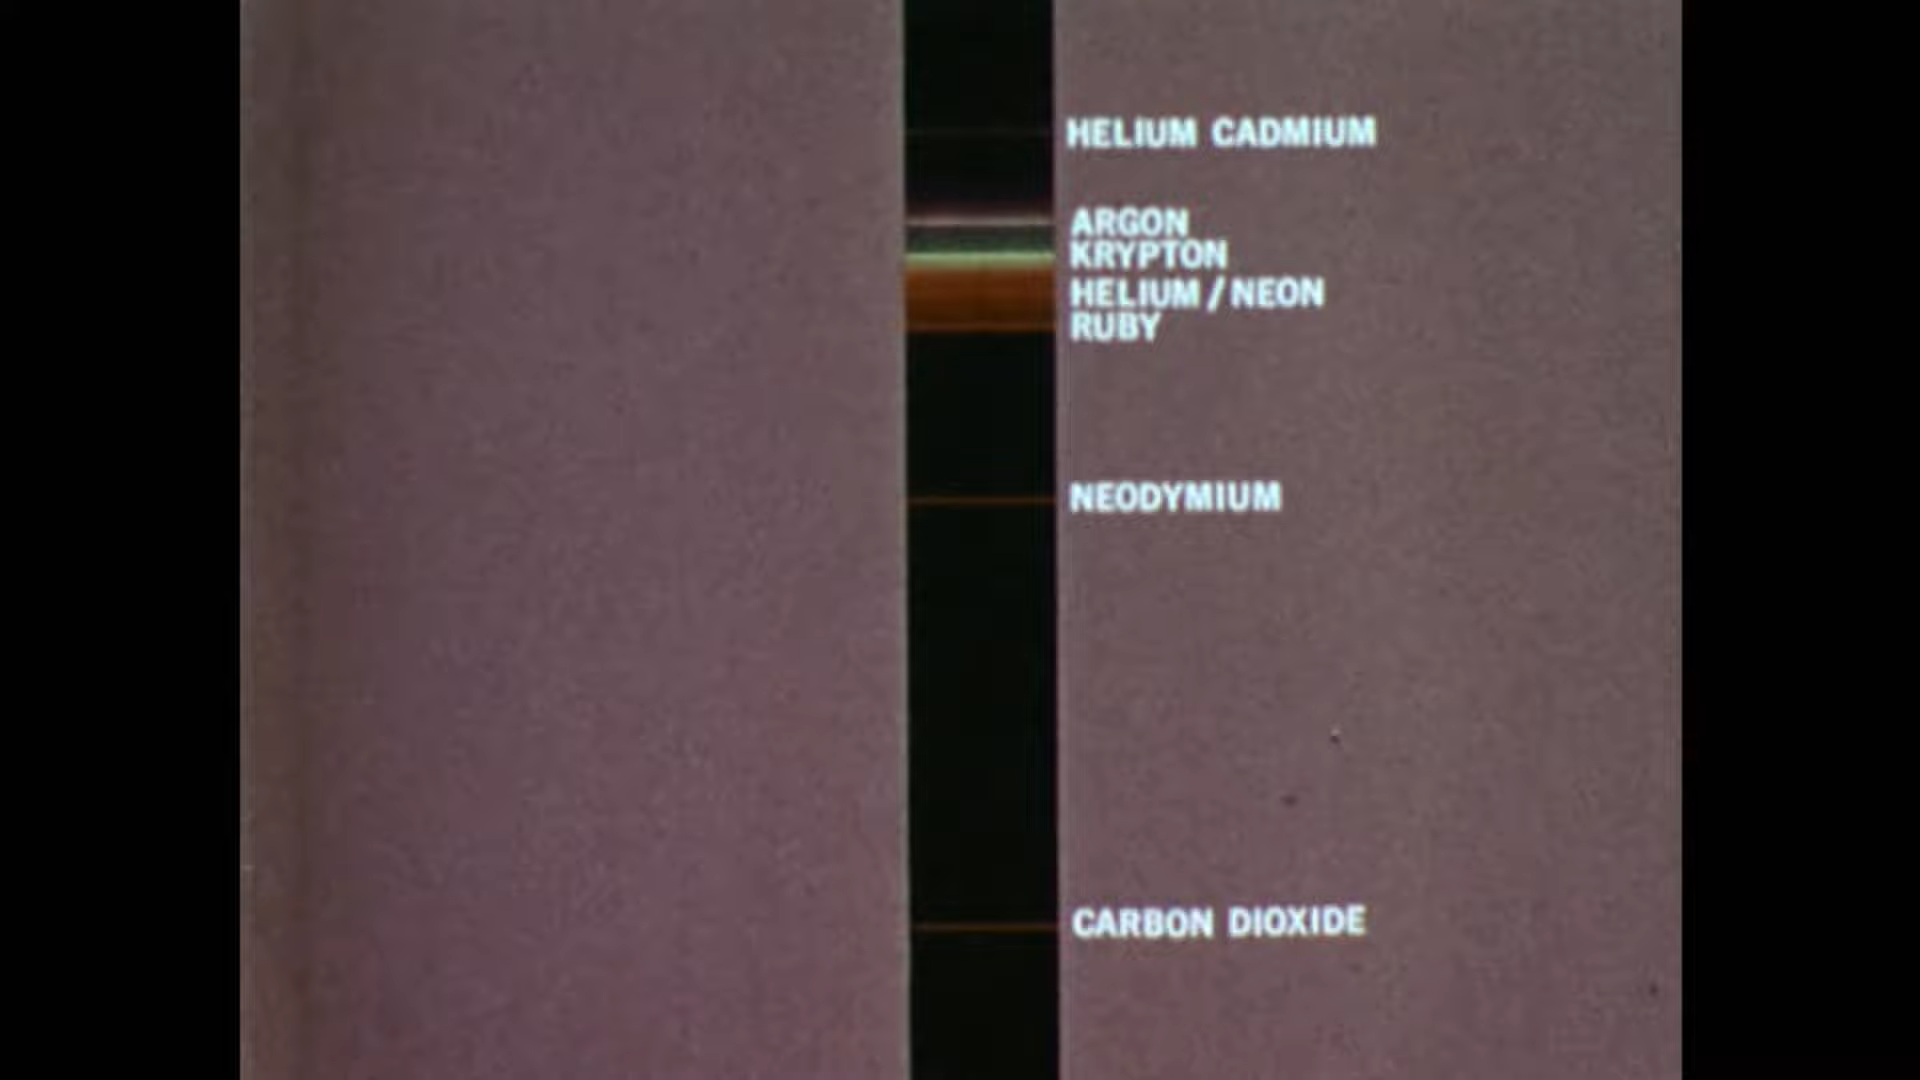 HELIUM CADMIUM
ARGON
KRYPTON
HELIUM / NEON
RUBY
NEODYMIUM
CARBON DIOXIDE